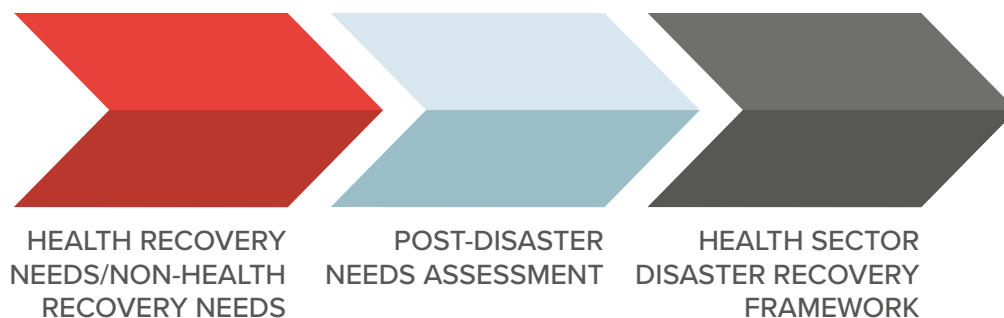 HEALTH RECOVERY
NEEDS/NON-HEALTH
RECOVERY NEEDS
POST-DISASTER
NEEDS ASSESSMENT
HEALTH SECTOR
DISASTER RECOVERY
FRAMEWORK